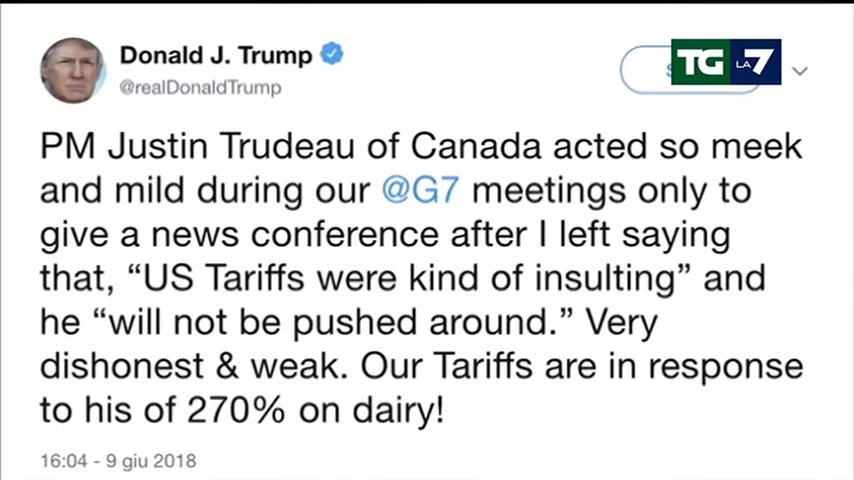 Donald J. Trump
@realDonaldTrump
TG LA 7
PM Justin Trudeau of Canada acted so meek
and mild during our @G7 meetings only to
give a news conference after I left saying
that, “US Tariffs were kind of insulting” and
he “will not be pushed around.” Very
dishonest & weak. Our Tariffs are in response
to his of 270% on dairy!
16:04 - 9 giu 2018